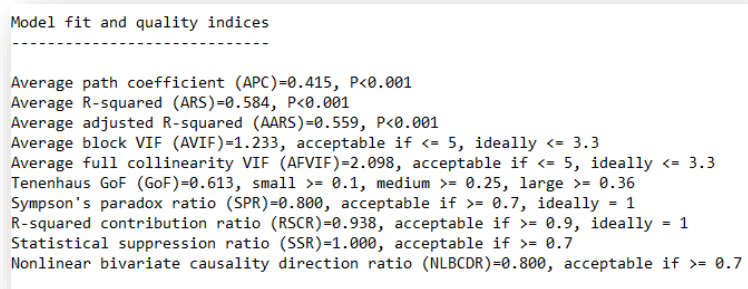 Model fit and quality indices
------------------------------
Average path coefficient (APC)=0.415, P<0.001
Average R-squared (ARS)=0.584, P<0.001
Average adjusted R-squared (AARS)=0.559, P<0.001
Average block VIF (AVIF)=1.233, acceptable if <= 5, ideally <= 3.3
Average full collinearity VIF (AFVIF)=2.098, acceptable if <= 5, ideally <= 3.3
Tenenhaus GoF (GoF)=0.613, small >= 0.1, medium >= 0.25, large >= 0.36
Sympson's paradox ratio (SPR)=0.800, acceptable if >= 0.7, ideally = 1
R-squared contribution ratio (RSCR)=0.938, acceptable if >= 0.9, ideally = 1
Statistical suppression ratio (SSR)=1.000, acceptable if >= 0.7
Nonlinear bivariate causality direction ratio (NLBCDR)=0.800, acceptable if >= 0.7